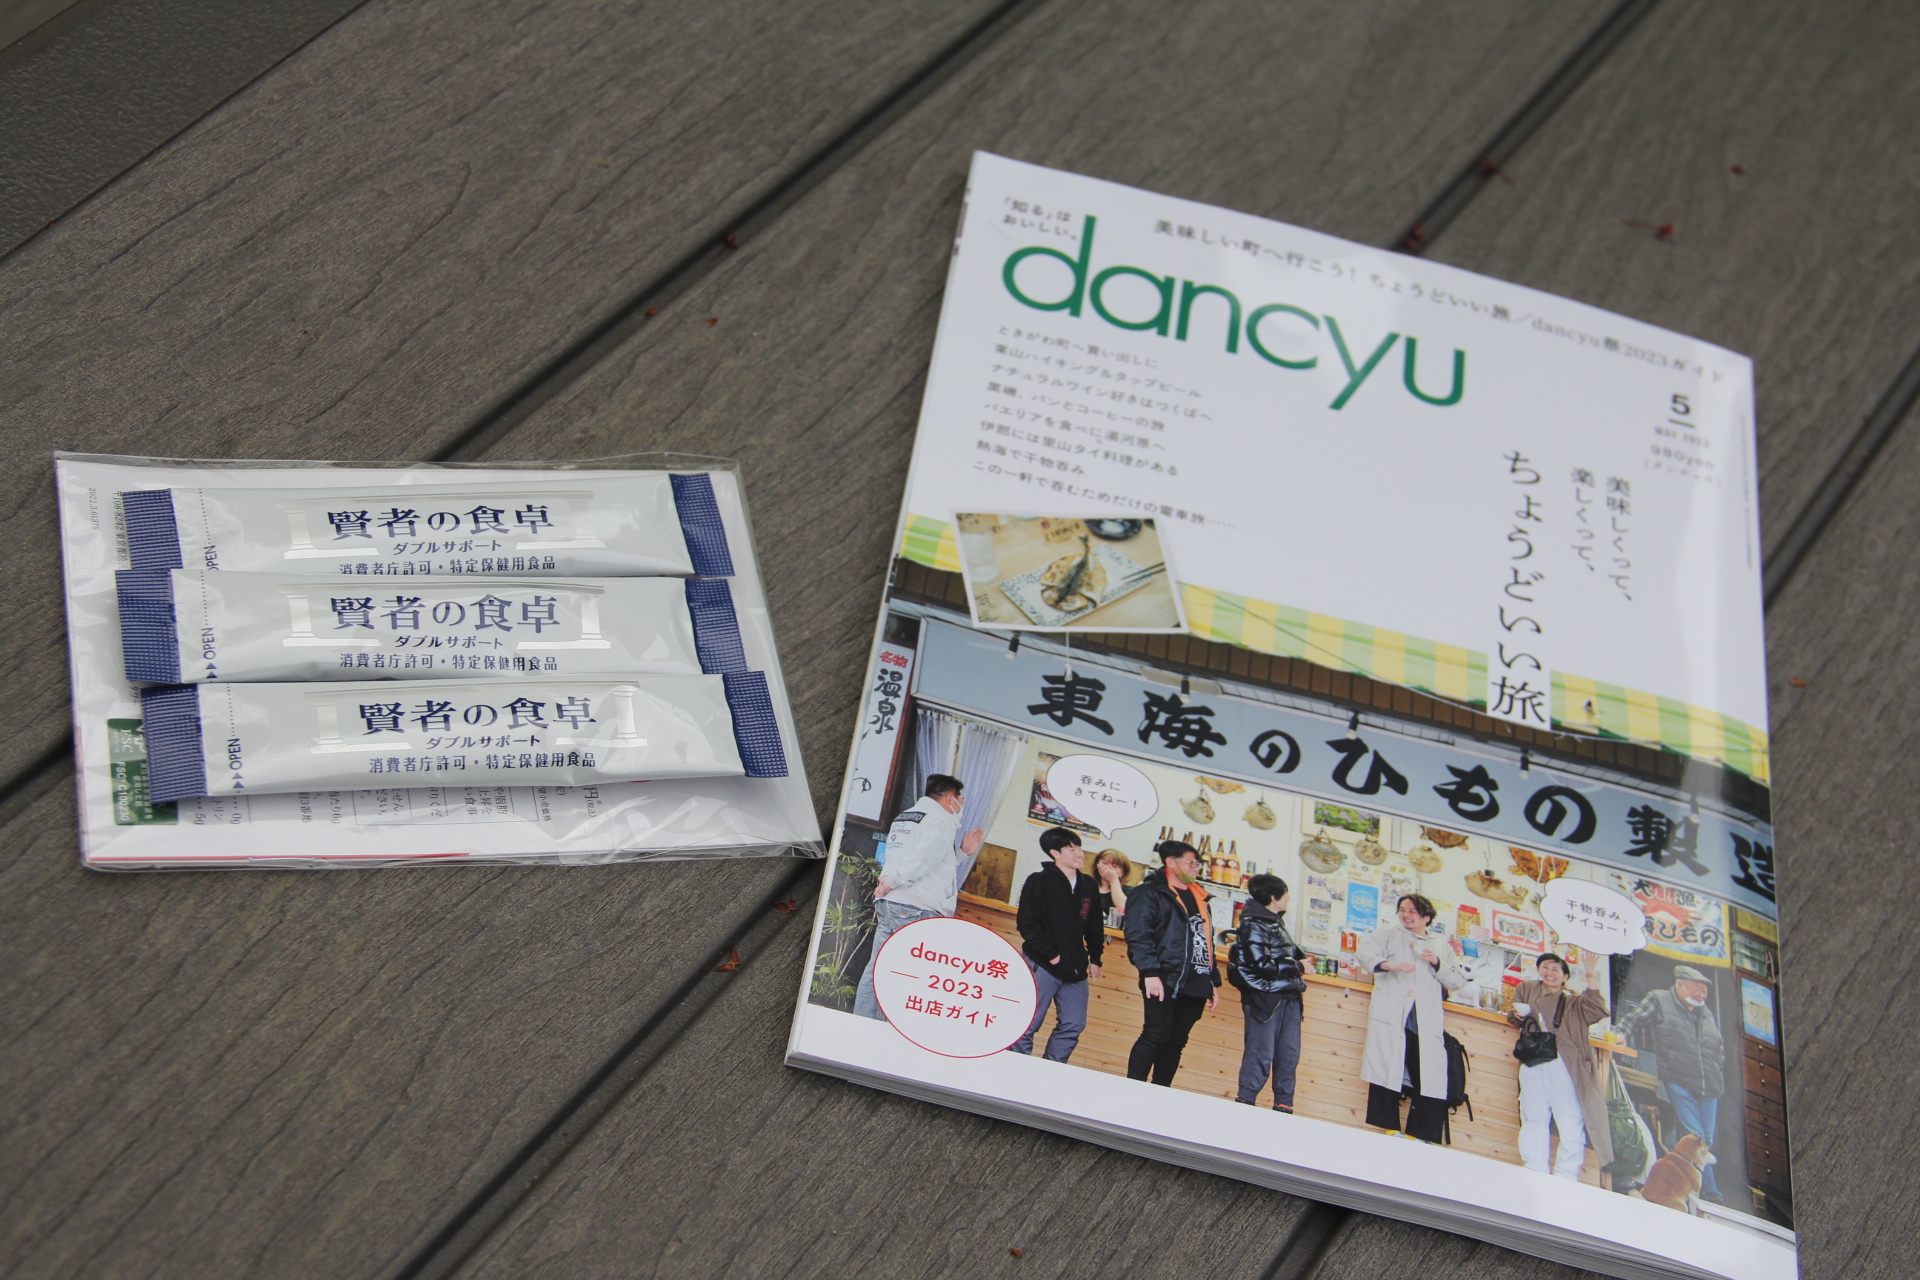 賢者の食卓
ダブルサポート
消費者庁許可・特定保健用食品
OPEN
賢者の食卓
ダブルサポート
消費者庁許可・特定保健用食品
OPEN
賢者の食卓
ダブルサポート
消費者庁許可・特定保健用食品
OPEN
FSC
FSC C100230
「知る」は
おいしい。
美味しい町へ行こう! ちょうどいい旅/dancyu祭2023ガイド
dancyu
ときがわ町へ買い出しに
葉山ハイキング&タップビール
ナチュラルワイン好きはつくばへ
黒磯、パンとコーヒーの旅
パエリアを食べに湯河原へ
伊那には里山タイ料理がある
熱海で干物呑み
この一軒で呑むためだけの電車旅……
5
MAY 2023
980yen
美味しくって、
楽しくって、
ちょうどいい旅
名物
温泉
東海のひもの製造
呑みに
きてねー!
干物呑み、
サイコー!
dancyu祭
2023
出店ガイド